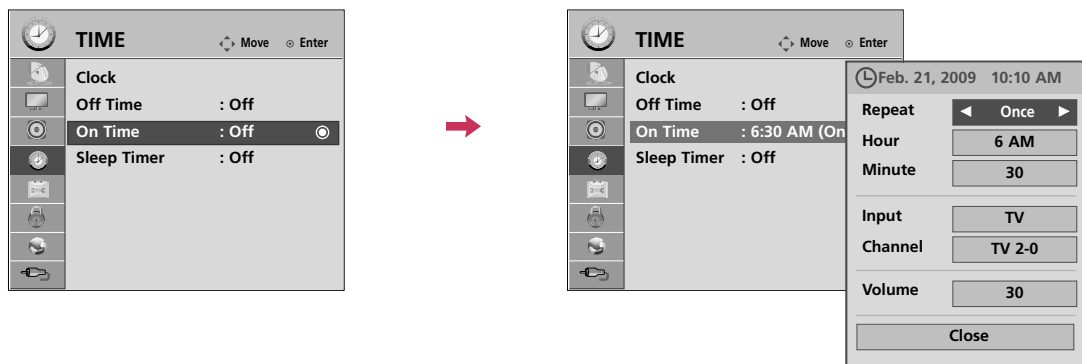 TIME Move Enter
Clock
Off Time : Off
On Time : Off
Sleep Timer : Off
TIME Move Enter
Clock
Off Time : Off
On Time : 6:30 AM (On
Sleep Timer : Off
Feb. 21, 2009 10:10 AM
Repeat ◀ Once ▶
Hour 6 AM
Minute 30
Input TV
Channel TV 2-0
Volume 30
Close